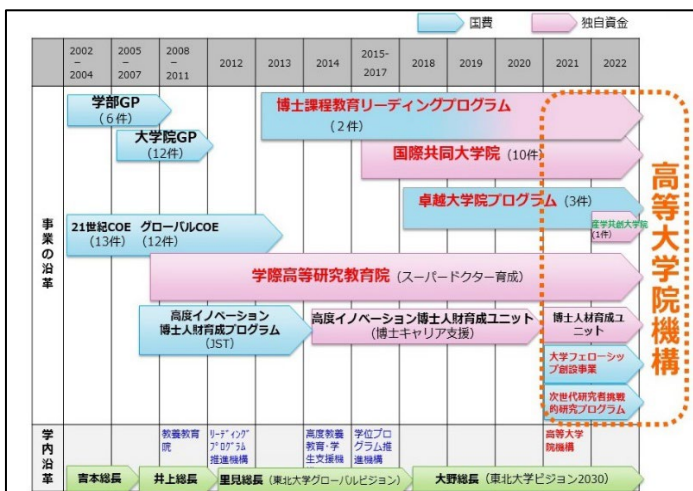 国費
独自資金
2002
－
2004
2005
－
2007
2008
－
2011
2012
2013
2014
2015-
2017
2018
2019
2020
2021
2022
事業の沿革
学部GP
（6件）
大学院GP
（12件）
博士課程教育リーディングプログラム
（２件）
国際共同大学院（10件）
卓越大学院プログラム（3件）
産学共創大学院
（1件）
21世紀COE グローバルCOE
（13件）（12件）
学際高等研究教育院（スーパードクター育成）
高度イノベーション
博士人財育成プログラム
（JST）
高度イノベーション博士人財育成ユニット
（博士キャリア支援）
博士人材育成ユ
ニット
大学フェローシッ
プ創設事業
次世代研究者挑戦
的研究プログラム
高等大学院機構
学内沿革
教養教育
院
ﾘｰﾃﾞｨﾝｸﾞ
ﾌﾟﾛｸﾞﾗﾑ
推進機構
高度教養
教育・学
生支援機
学位プロ
グラム推
進機構
高等大学
院機構
吉本総長
井上総長
里見総長（東北大学グローバルビジョン）
大野総長（東北大学ビジョン2030）